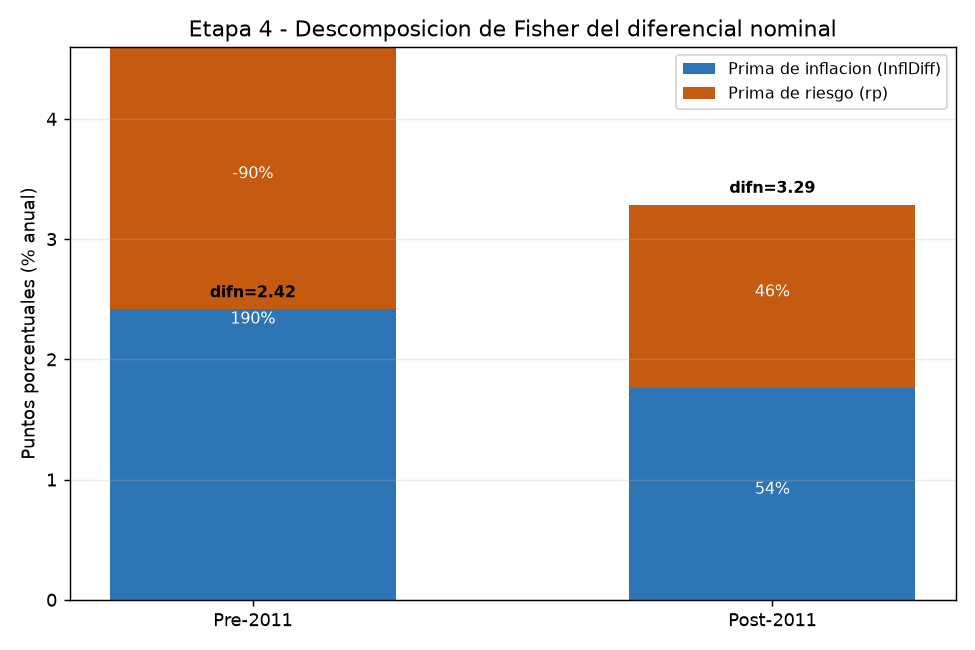 Etapa 4 - Descomposicion de Fisher del diferencial nominal
Prima de inflacion (InflDiff)
Prima de riesgo (rp)
Puntos porcentuales (% anual)
4
3
2
1
0
-90%
difn=2.42
190%
difn=3.29
46%
54%
Pre-2011
Post-2011